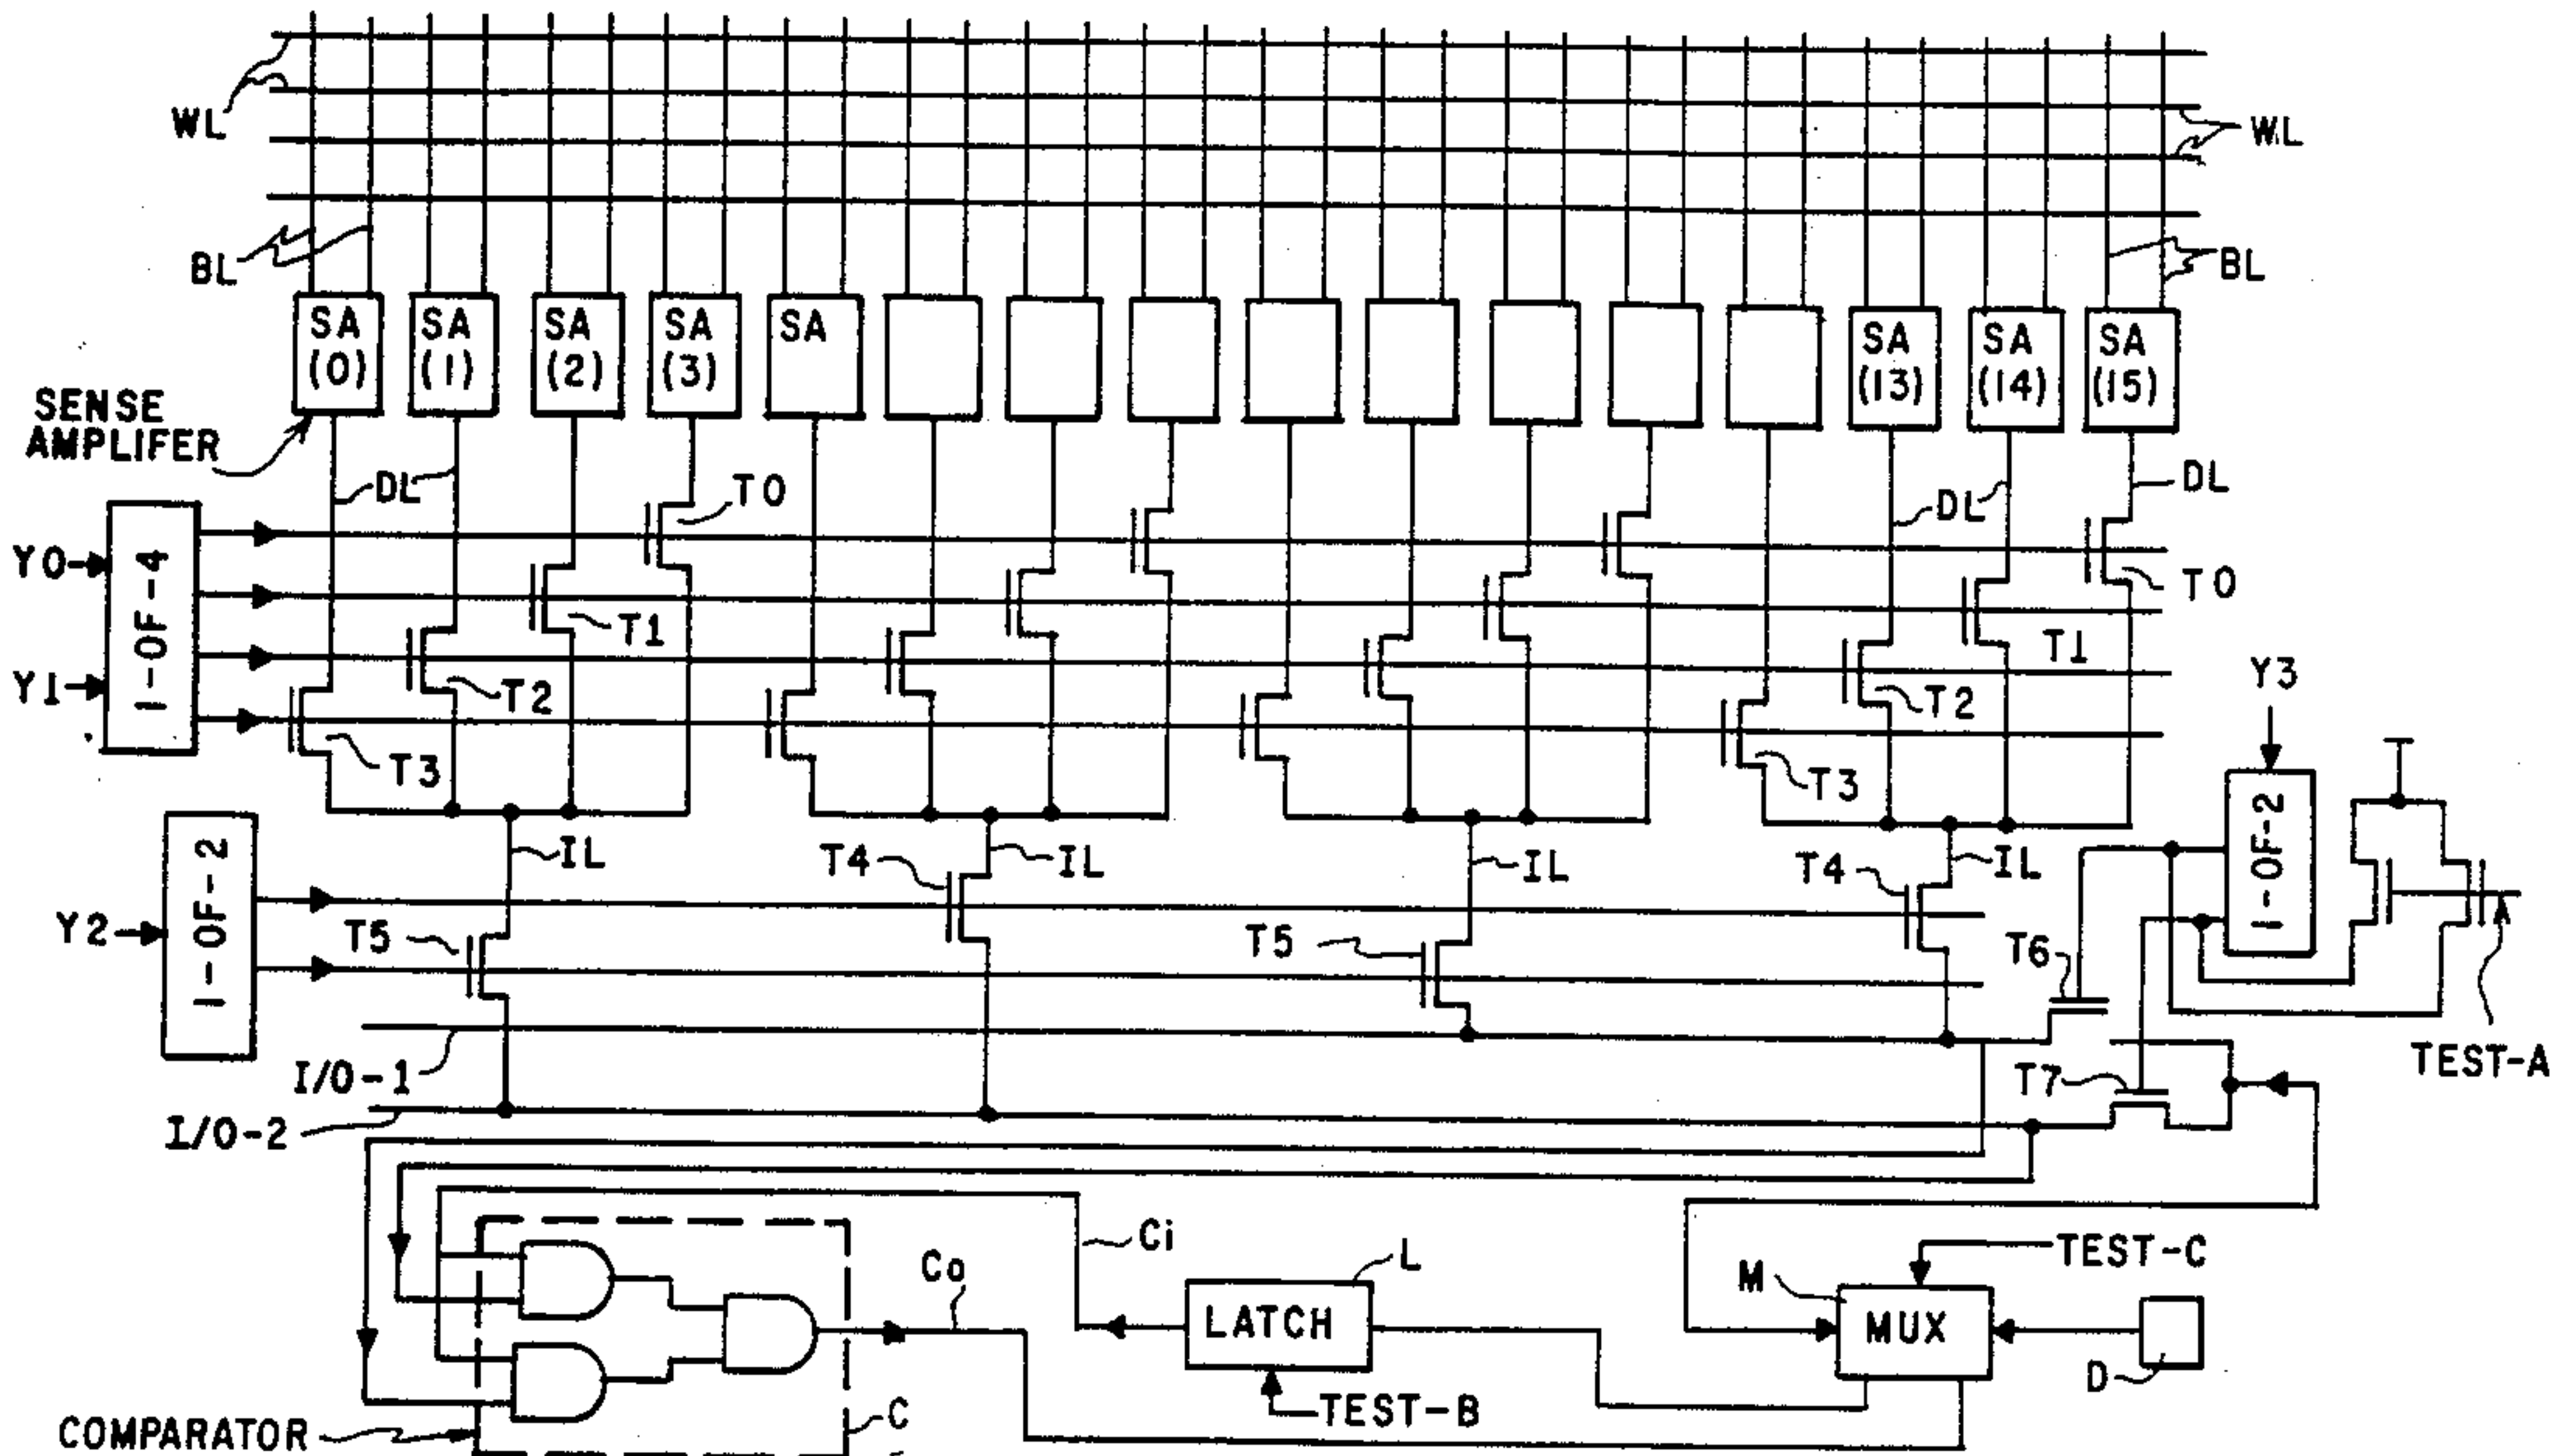 WL
WL
BL
BL
SA (0)
SA (1)
SA (2)
SA (3)
SA
SA (13)
SA (14)
SA (15)
SENSE
AMPLIFER
DL
T0
DL
DL
Y0
1-OF-4
T1
T0
T1
Y1
T2
T2
Y3
T3
T3
1-OF-2
IL
T4
IL
IL
T4
IL
1-OF-2
Y2
T5
T5
T6
I/O-1
T7
TEST-A
I/O-2
Ci
L
TEST-C
Co
M
LATCH
MUX
D
TEST-B
C
COMPARATOR